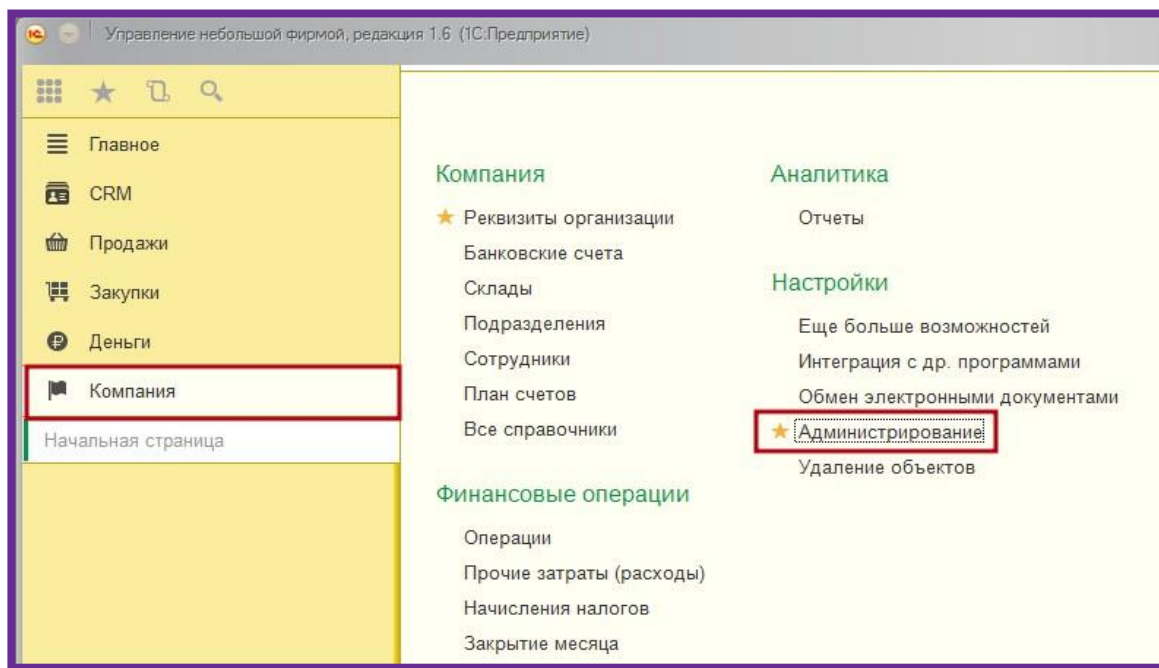 Управление небольшой фирмой, редакция 1.6 (1С:Предприятие)
Главное
CRM
Продажи
Закупки
Деньги
Компания
Начальная страница
Компания
Реквизиты организации
Банковские счета
Склады
Подразделения
Сотрудники
План счетов
Все справочники
Финансовые операции
Операции
Прочие затраты (расходы)
Начисления налогов
Закрытие месяца
Аналитика
Отчеты
Настройки
Еще больше возможностей
Интеграция с др. программами
Обмен электронными документами
Администрирование
Удаление объектов